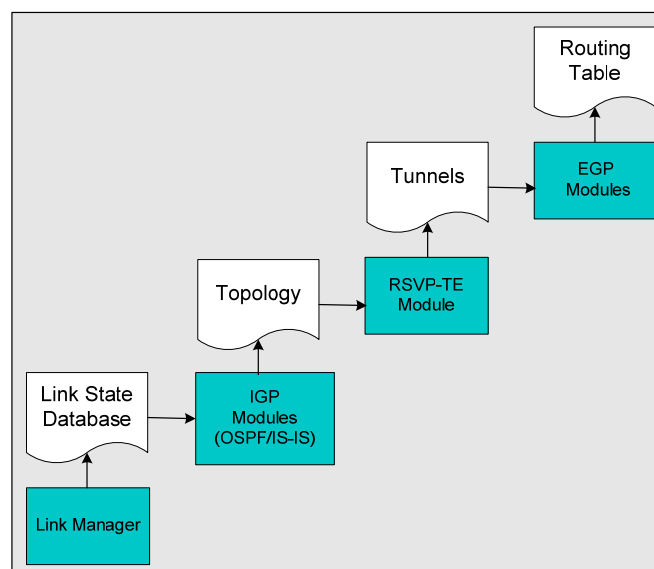 Routing
Table
EGP
Modules
Tunnels
RSVP-TE
Module
Topology
IGP
Modules
(OSPF/IS-IS)
Link State
Database
Link Manager